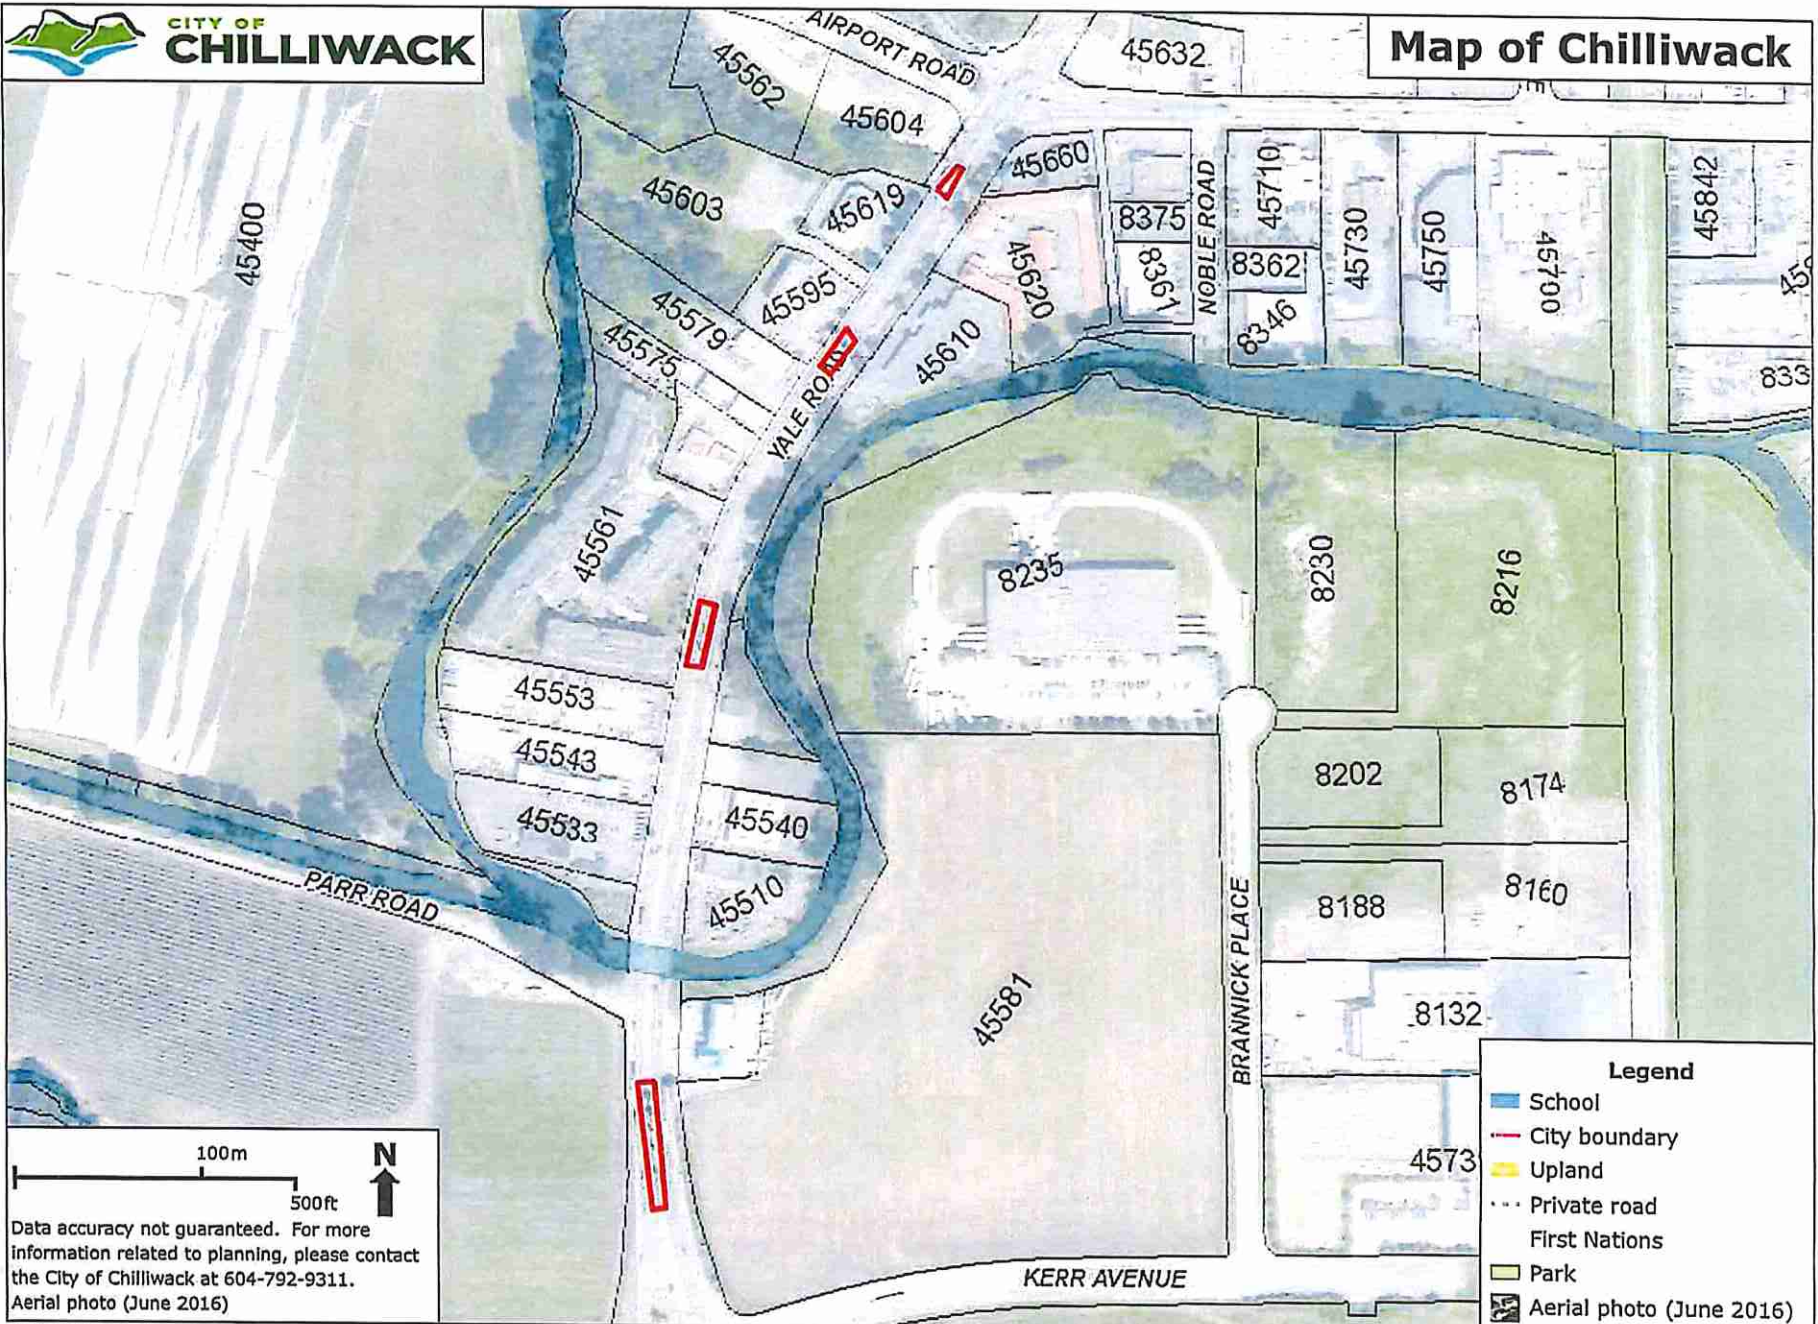 CITY OF
CHILLIWACK
Map of Chilliwack
AIRPORT ROAD
45632
45562
45604
45660
45710
45842
45603
45619
8375
NOBLE ROAD
45400
45730
45750
45700
45620
8361
8362
45595
45579
8346
45575
45610
YALE ROAD
833
45561
8235
8230
8216
45553
45543
8202
8174
45533
45540
PARR ROAD
45510
8188
8160
BRANNICK PLACE
45581
8132
4573
KERR AVENUE
100m
500ft
N
Data accuracy not guaranteed. For more
information related to planning, please contact
the City of Chilliwack at 604-792-9311.
Aerial photo (June 2016)
Legend
School
City boundary
Upland
Private road
First Nations
Park
Aerial photo (June 2016)